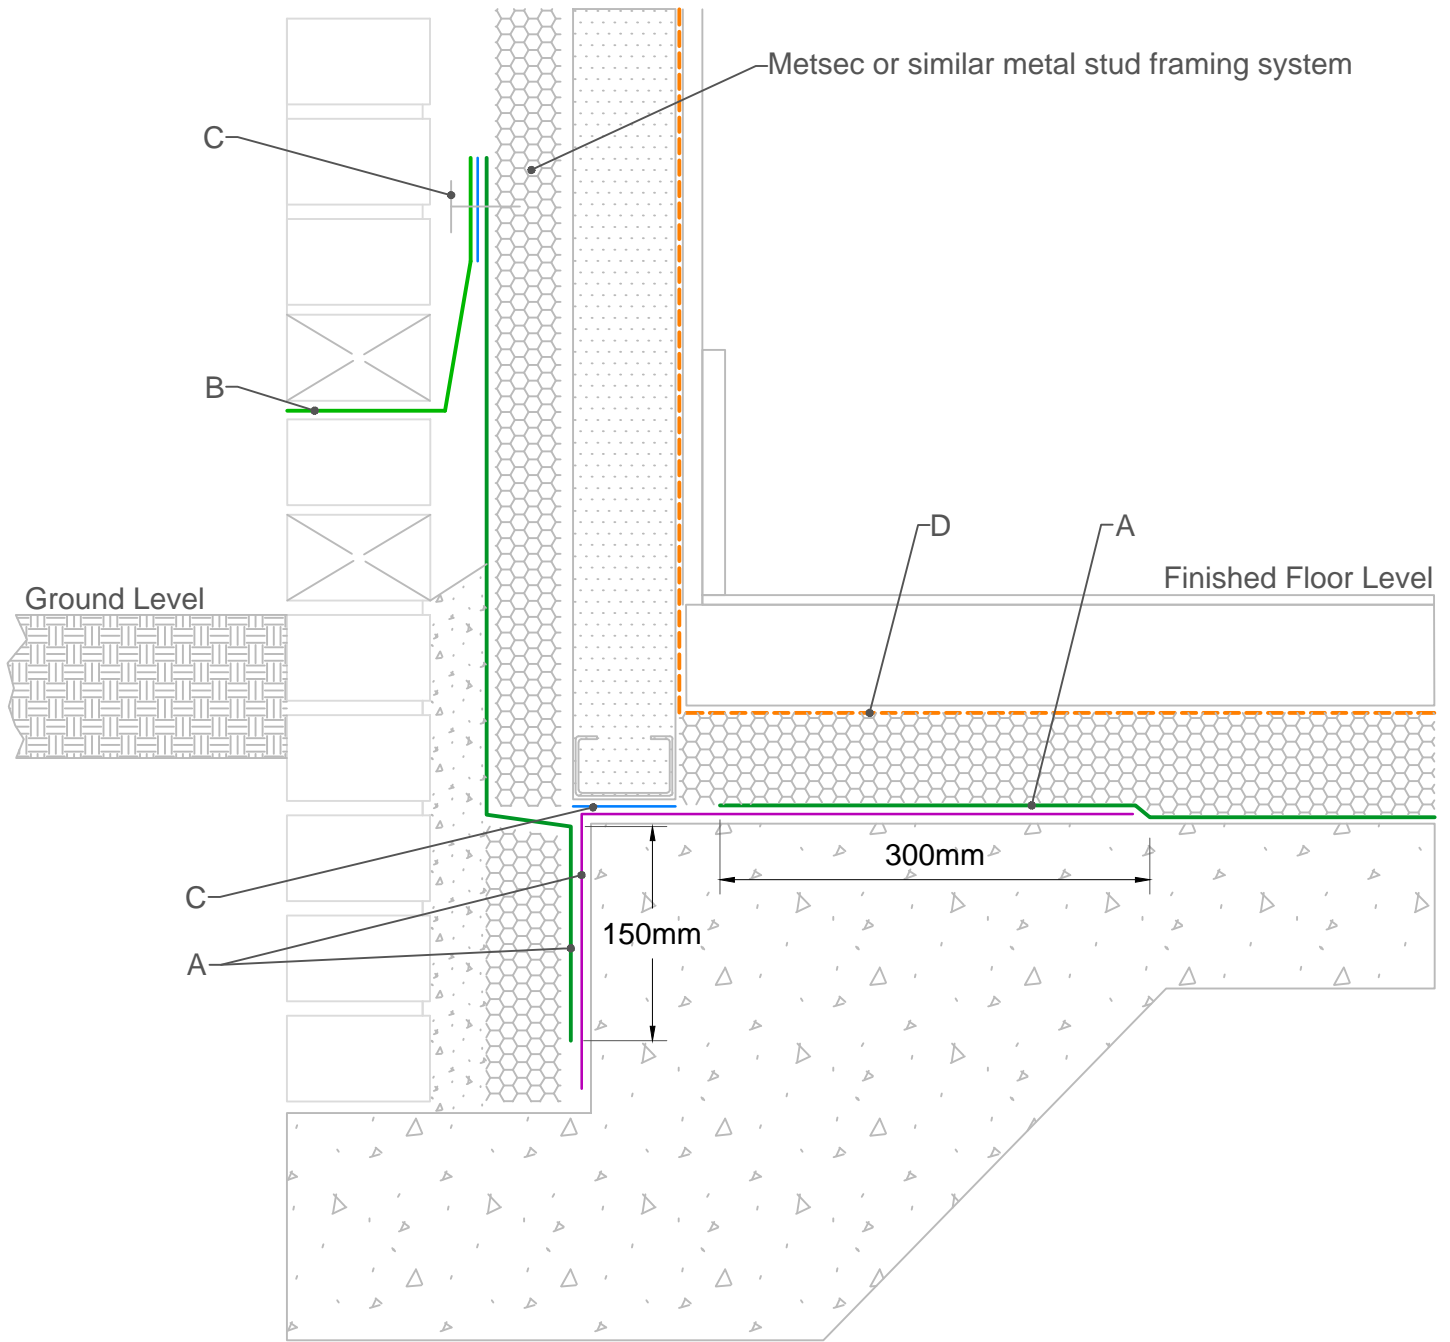 Metsec or similar metal stud framing system
C
B
D
A
Finished Floor Level
Ground Level
300mm
C
150mm
A